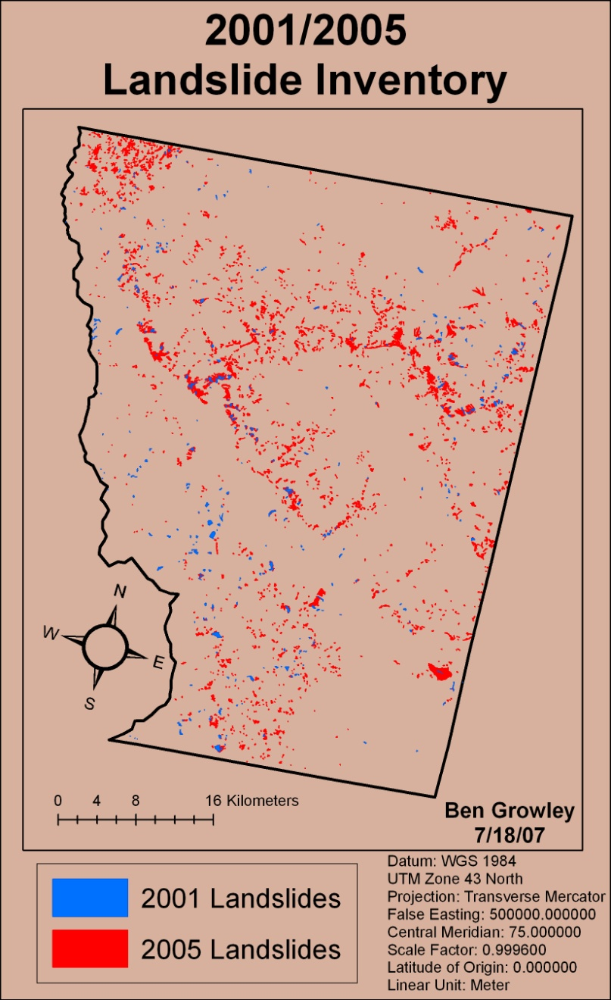 2001/2005
Landslide Inventory
N
W
E
S
0 4 8 16 Kilometers
Ben Growley
7/18/07
2001 Landslides
2005 Landslides
Datum: WGS 1984
UTM Zone 43 North
Projection: Transverse Mercator
False Easting: 500000.000000
Central Meridian: 75.000000
Scale Factor: 0.999600
Latitude of Origin: 0.000000
Linear Unit: Meter